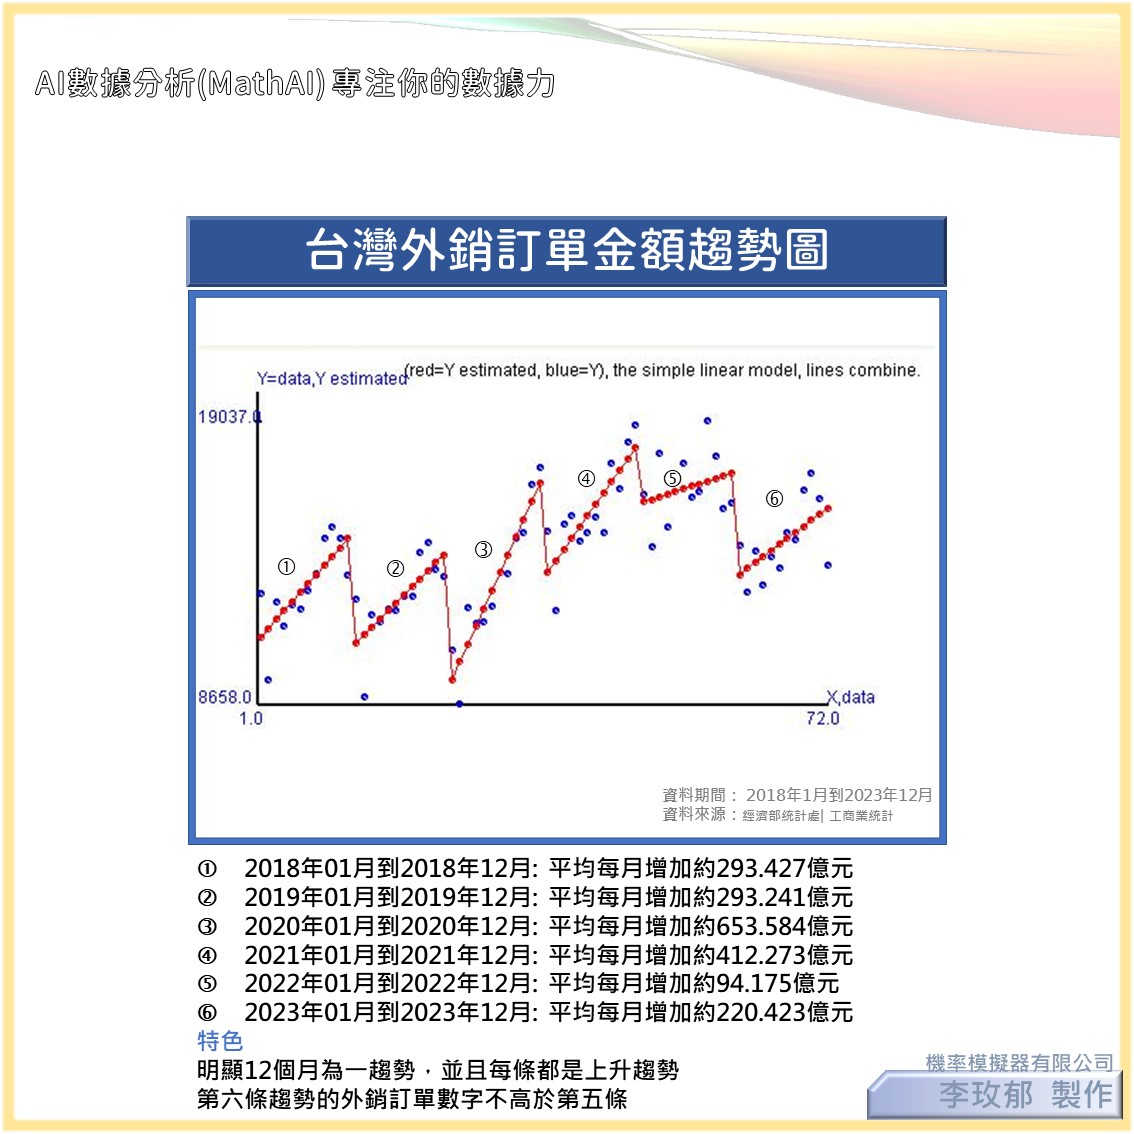 AI數據分析(MathAI) 專注你的數據力
台灣外銷訂單金額趨勢圖
(red=Y estimated, blue=Y), the simple linear model, lines combine.
Y=data,Y estimated
19037.0
④
⑤
⑥
③
①
②
8658.0
X,data
1.0
72.0
資料期間： 2018年1月到2023年12月
資料來源：經濟部統計處| 工商業統計
① 2018年01月到2018年12月: 平均每月增加約293.427億元
② 2019年01月到2019年12月: 平均每月增加約293.241億元
③ 2020年01月到2020年12月: 平均每月增加約653.584億元
④ 2021年01月到2021年12月: 平均每月增加約412.273億元
⑤ 2022年01月到2022年12月: 平均每月增加約94.175億元
⑥ 2023年01月到2023年12月: 平均每月增加約220.423億元
特色
明顯12個月為一趨勢，並且每條都是上升趨勢
第六條趨勢的外銷訂單數字不高於第五條
機率模擬器有限公司
李玫郁 製作